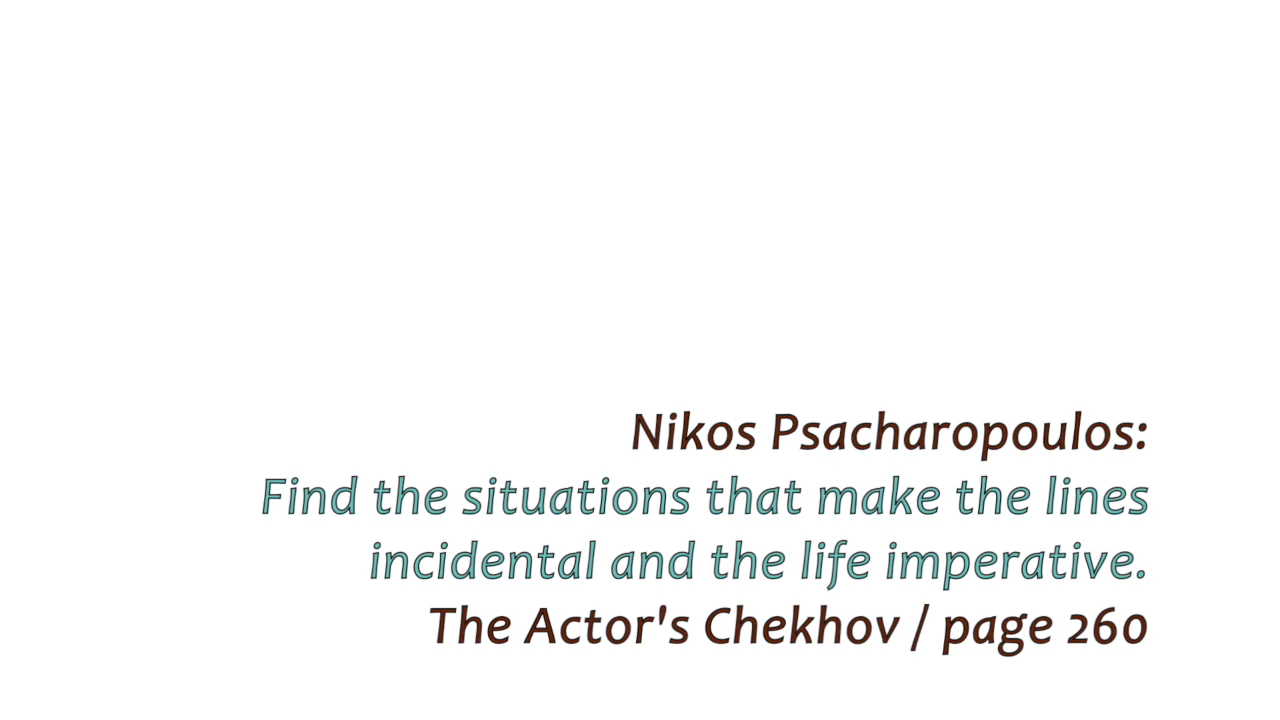 Nikos Psacharopoulos:
Find the situations that make the lines
incidental and the life imperative.
The Actor's Chekhov / page 260